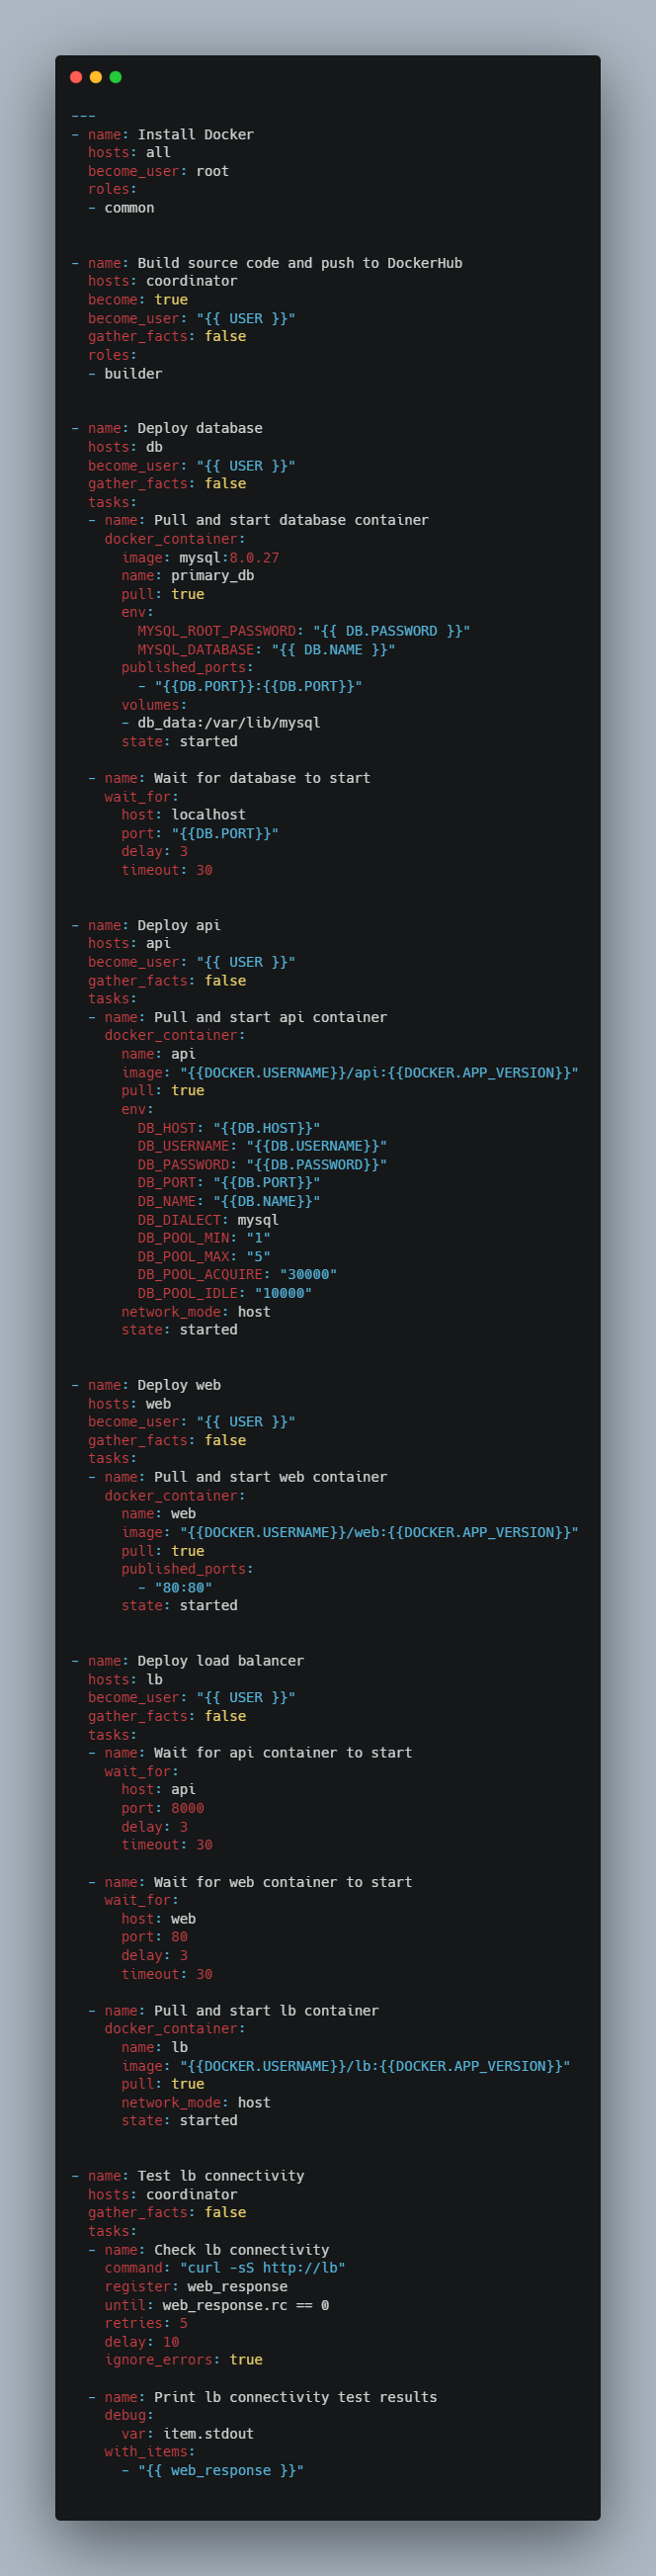 ---
- name: Install Docker
  hosts: all
  become_user: root
  roles:
  - common

- name: Build source code and push to DockerHub
  hosts: coordinator
  become: true
  become_user: "{{ USER }}"
  gather_facts: false
  roles:
  - builder

- name: Deploy database
  hosts: db
  become_user: "{{ USER }}"
  gather_facts: false
  tasks:
  - name: Pull and start database container
    docker_container:
      image: mysql:8.0.27
      name: primary_db
      pull: true
      env:
        MYSQL_ROOT_PASSWORD: "{{ DB.PASSWORD }}"
        MYSQL_DATABASE: "{{ DB.NAME }}"
      published_ports:
        - "{{DB.PORT}}:{{DB.PORT}}"
      volumes:
      - db_data:/var/lib/mysql
      state: started

  - name: Wait for database to start
    wait_for:
      host: localhost
      port: "{{DB.PORT}}"
      delay: 3
      timeout: 30

- name: Deploy api
  hosts: api
  become_user: "{{ USER }}"
  gather_facts: false
  tasks:
  - name: Pull and start api container
    docker_container:
      name: api
      image: "{{DOCKER.USERNAME}}/api:{{DOCKER.APP_VERSION}}"
      pull: true
      env:
        DB_HOST: "{{DB.HOST}}"
        DB_USERNAME: "{{DB.USERNAME}}"
        DB_PASSWORD: "{{DB.PASSWORD}}"
        DB_PORT: "{{DB.PORT}}"
        DB_NAME: "{{DB.NAME}}"
        DB_DIALECT: mysql
        DB_POOL_MIN: "1"
        DB_POOL_MAX: "5"
        DB_POOL_ACQUIRE: "30000"
        DB_POOL_IDLE: "10000"
      network_mode: host
      state: started

- name: Deploy web
  hosts: web
  become_user: "{{ USER }}"
  gather_facts: false
  tasks:
  - name: Pull and start web container
    docker_container:
      name: web
      image: "{{DOCKER.USERNAME}}/web:{{DOCKER.APP_VERSION}}"
      pull: true
      published_ports:
        - "80:80"
      state: started

- name: Deploy load balancer
  hosts: lb
  become_user: "{{ USER }}"
  gather_facts: false
  tasks:
  - name: Wait for api container to start
    wait_for:
      host: api
      port: 8000
      delay: 3
      timeout: 30

  - name: Wait for web container to start
    wait_for:
      host: web
      port: 80
      delay: 3
      timeout: 30

  - name: Pull and start lb container
    docker_container:
      name: lb
      image: "{{DOCKER.USERNAME}}/lb:{{DOCKER.APP_VERSION}}"
      pull: true
      network_mode: host
      state: started

- name: Test lb connectivity
  hosts: coordinator
  gather_facts: false
  tasks:
  - name: Check lb connectivity
    command: "curl -sS http://lb"
    register: web_response
    until: web_response.rc == 0
    retries: 5
    delay: 10
    ignore_errors: true

  - name: Print lb connectivity test results
    debug:
      var: item.stdout
    with_items:
      - "{{ web_response }}"